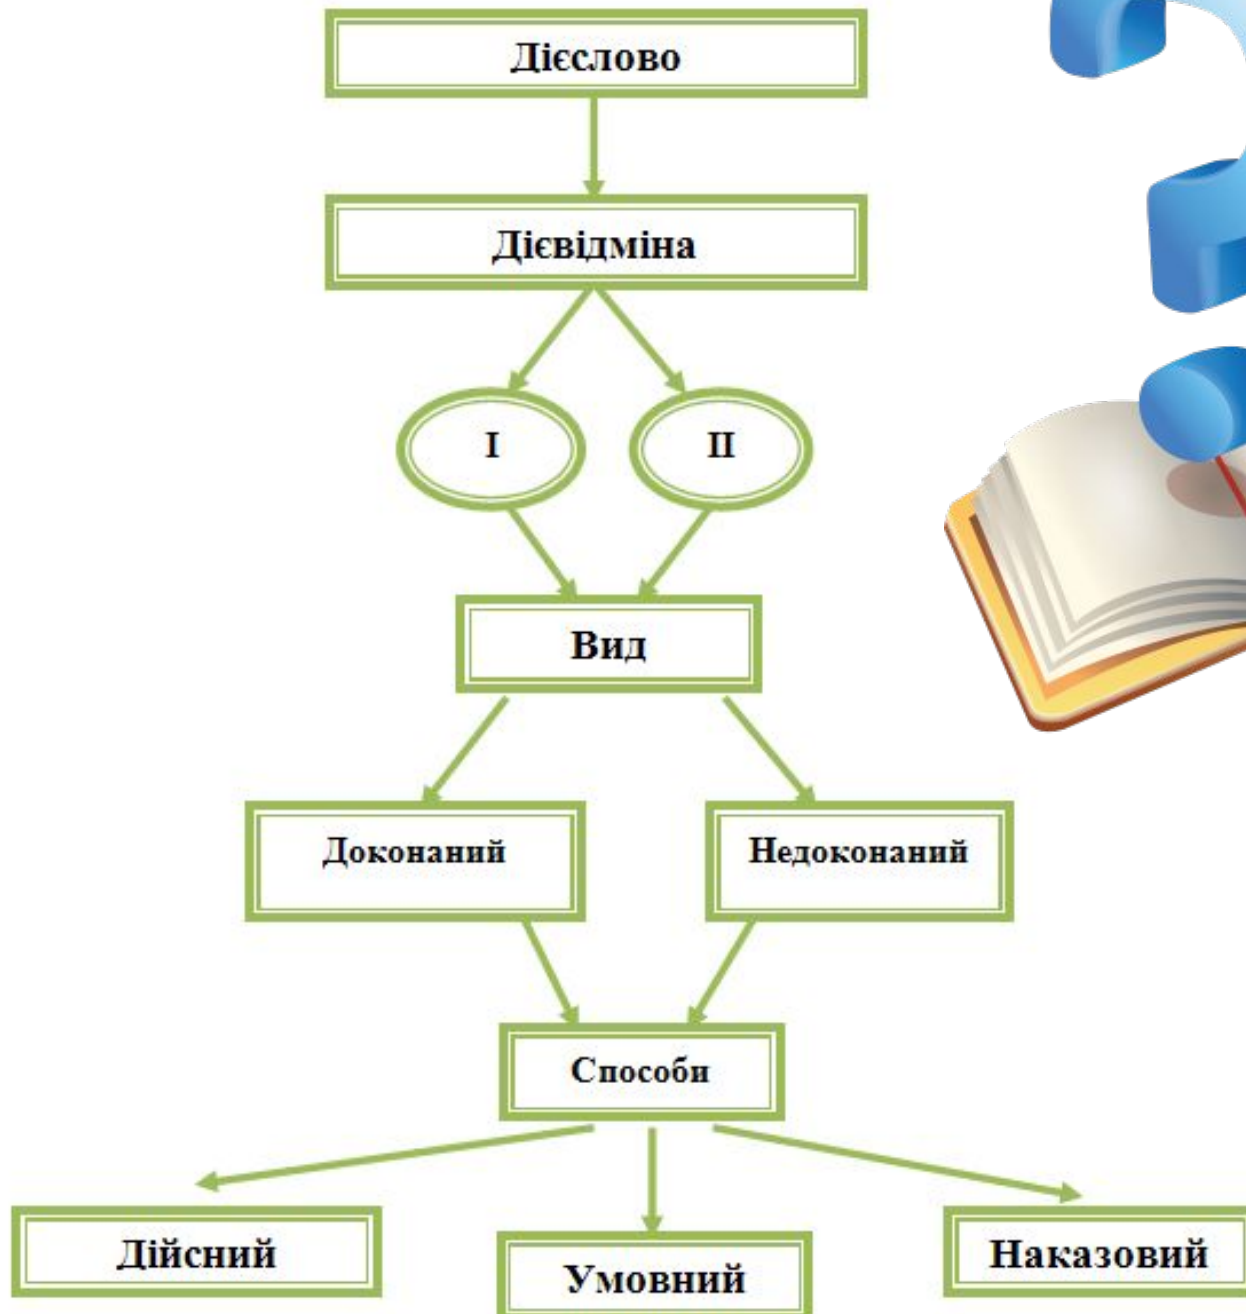 Дієслово
Дієвідміна
I
II
Вид
Доконаний
Недоконаний
Способи
Дійсний
Умовний
Наказовий